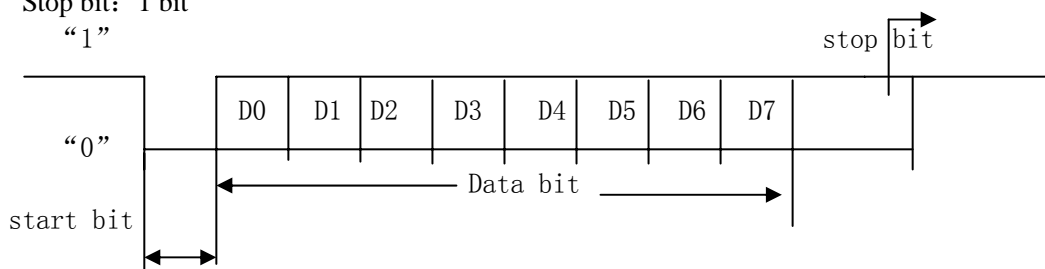 Stop bit: 1 bit
“1”
stop bit
D0 D1 D2 D3 D4 D5 D6 D7
“0”
Data bit
start bit